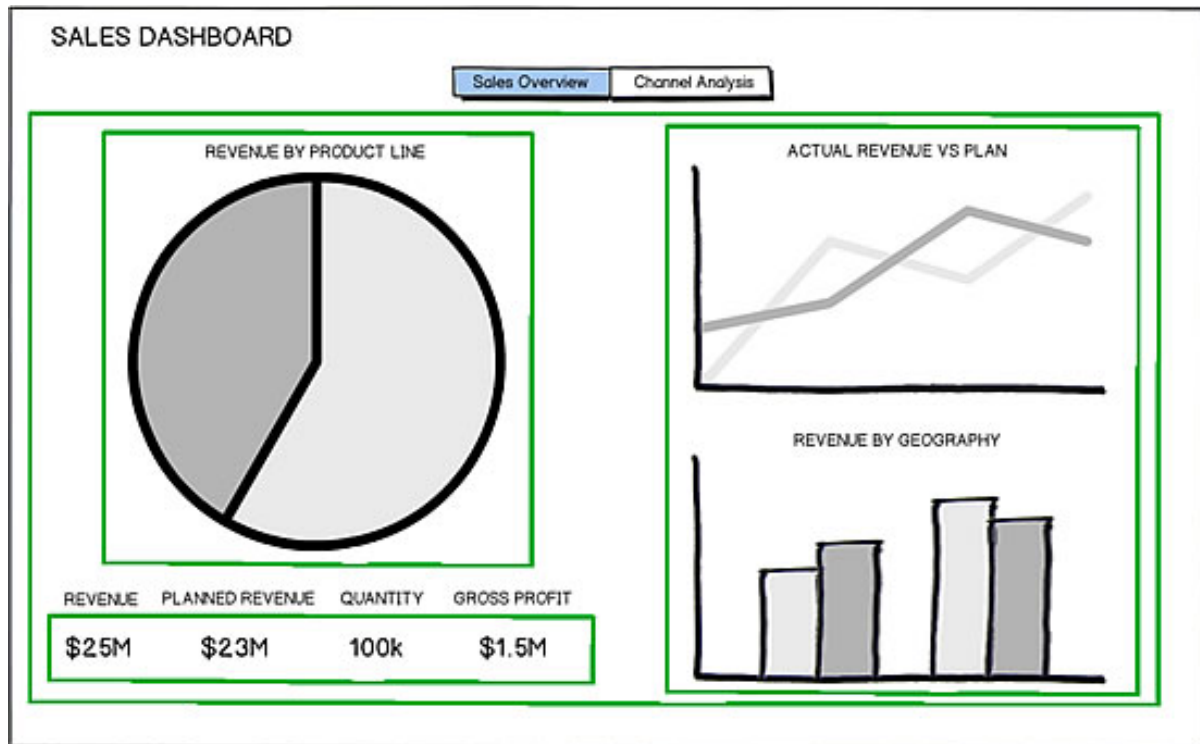 SALES DASHBOARD
Sales Overview
Channel Analysis
REVENUE BY PRODUCT LINE
ACTUAL REVENUE VS PLAN
REVENUE BY GEOGRAPHY
REVENUE PLANNED REVENUE QUANTITY GROSS PROFIT
$25M $23M 100k $1.5M